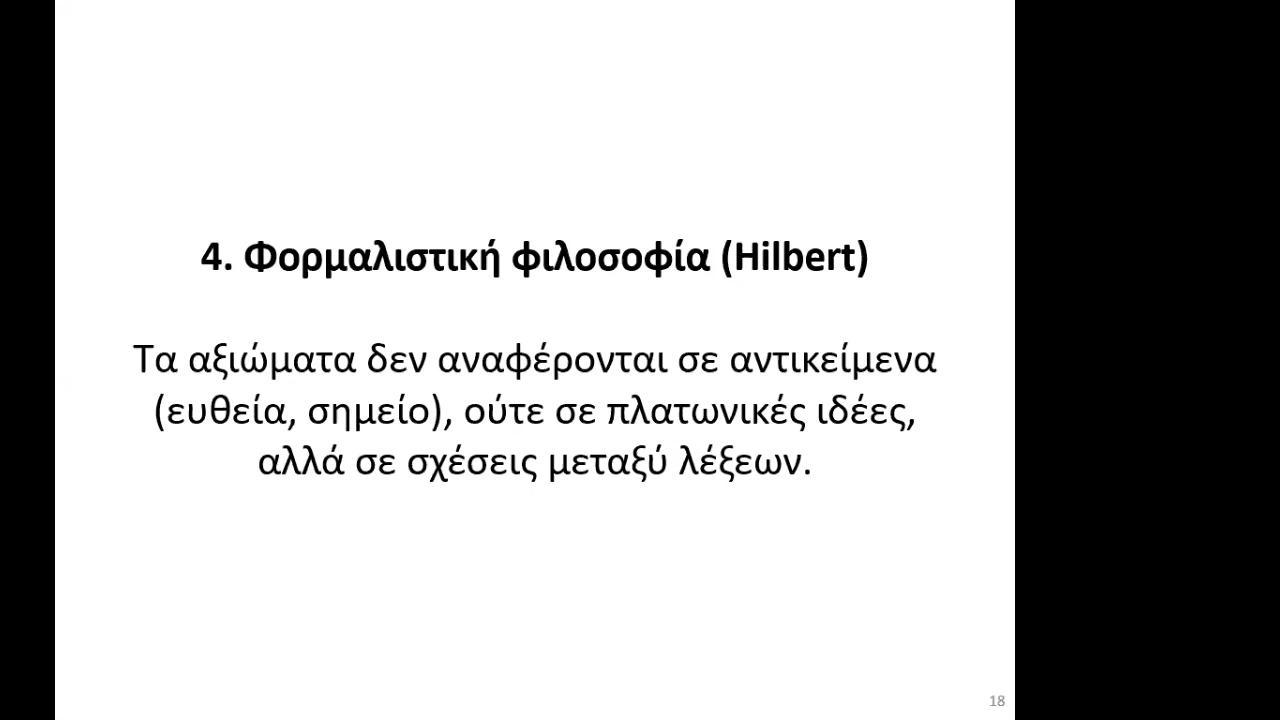 4. Φορμαλιστική φιλοσοφία (Hilbert)
Τα αξιώματα δεν αναφέρονται σε αντικείμενα
(ευθεία, σημείο), ούτε σε πλατωνικές ιδέες,
αλλά σε σχέσεις μεταξύ λέξεων.
18